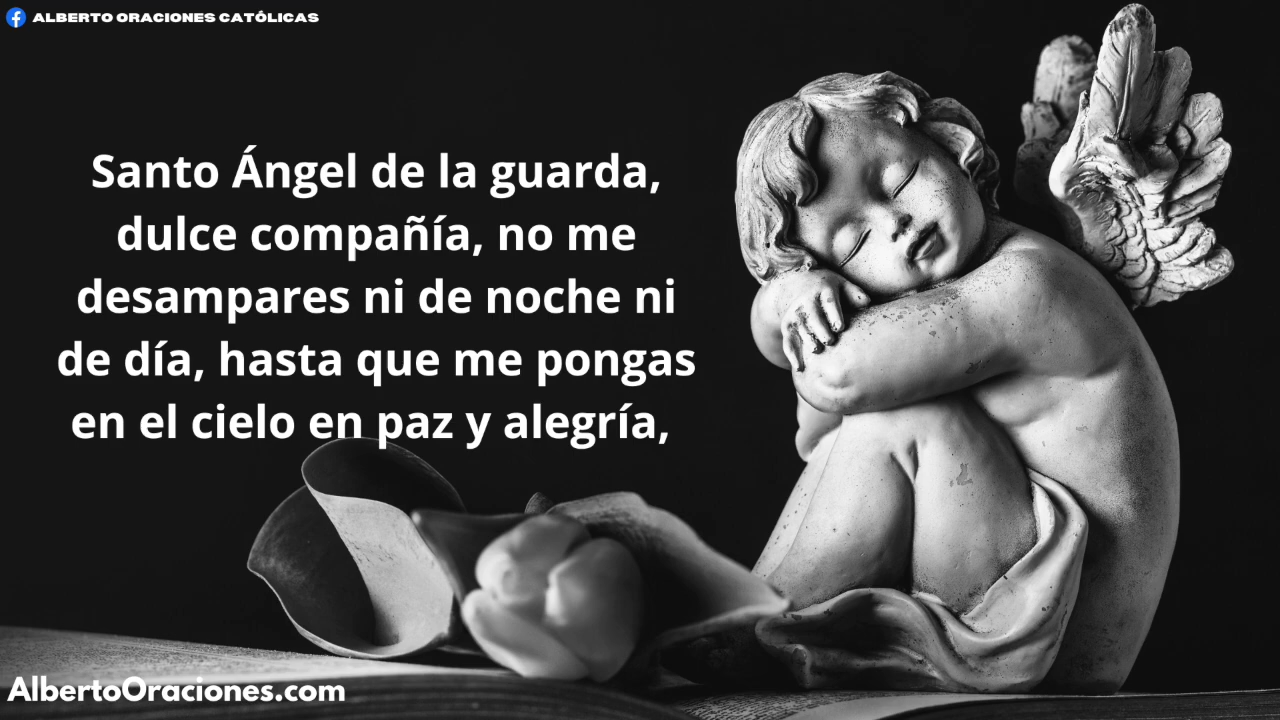 ALBERTO ORACIONES CATÓLICAS
Santo Ángel de la guarda,
dulce compañía, no me
desampares ni de noche ni
de día, hasta que me pongas
en el cielo en paz y alegría,
AlbertoOraciones.com